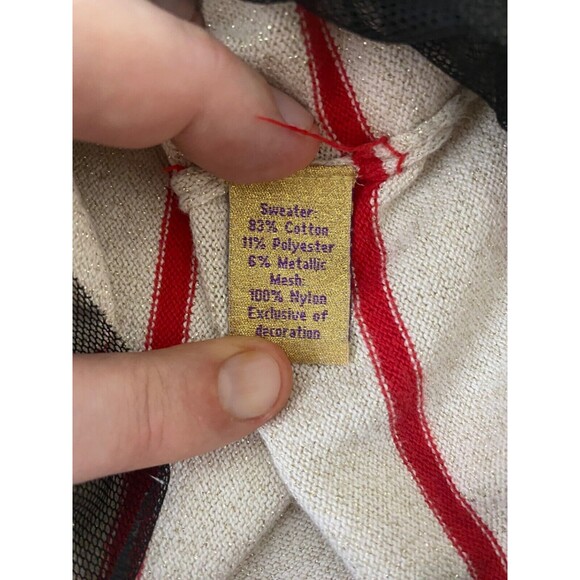 Sweater:
83% Cotton
11% Polyester
6% Metallic
Mesh:
100% Nylon
Exclusive of
decoration